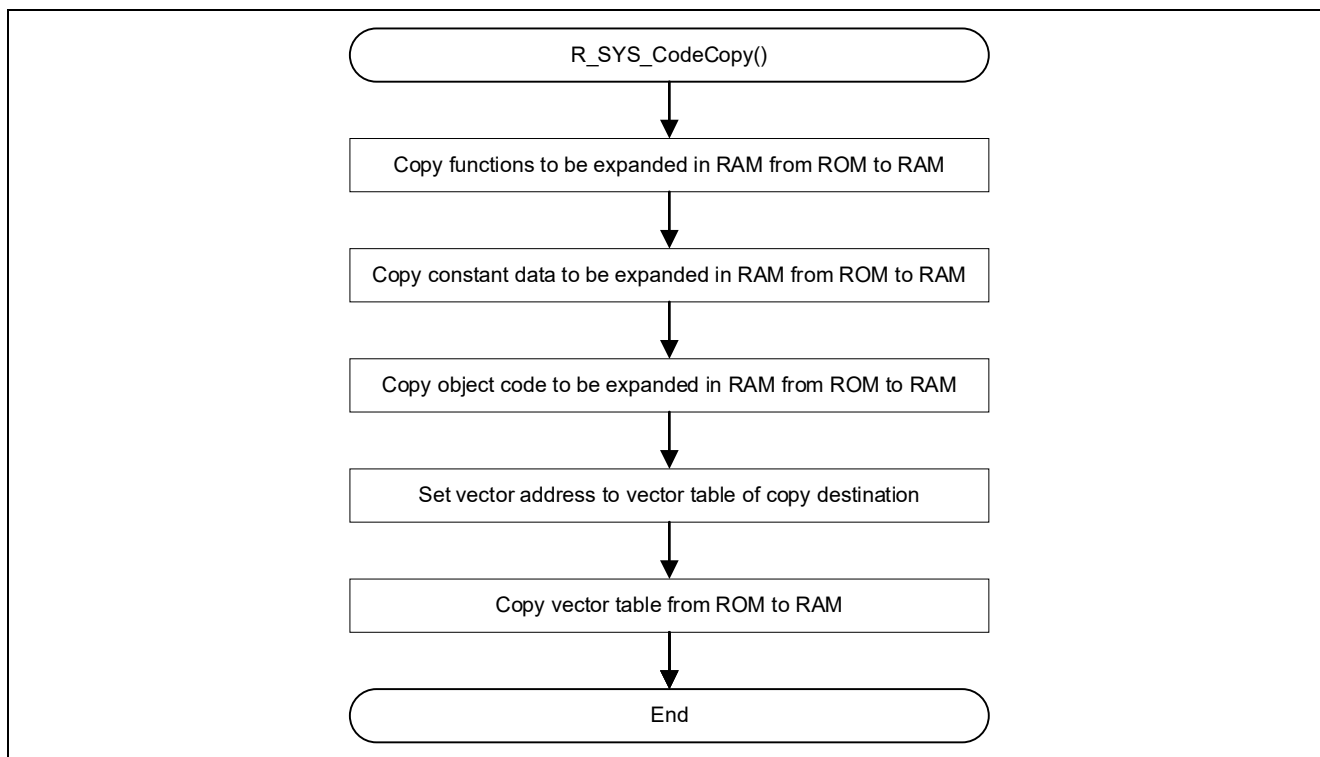 R_SYS_CodeCopy()
Copy functions to be expanded in RAM from ROM to RAM
Copy constant data to be expanded in RAM from ROM to RAM
Copy object code to be expanded in RAM from ROM to RAM
Set vector address to vector table of copy destination
Copy vector table from ROM to RAM
End